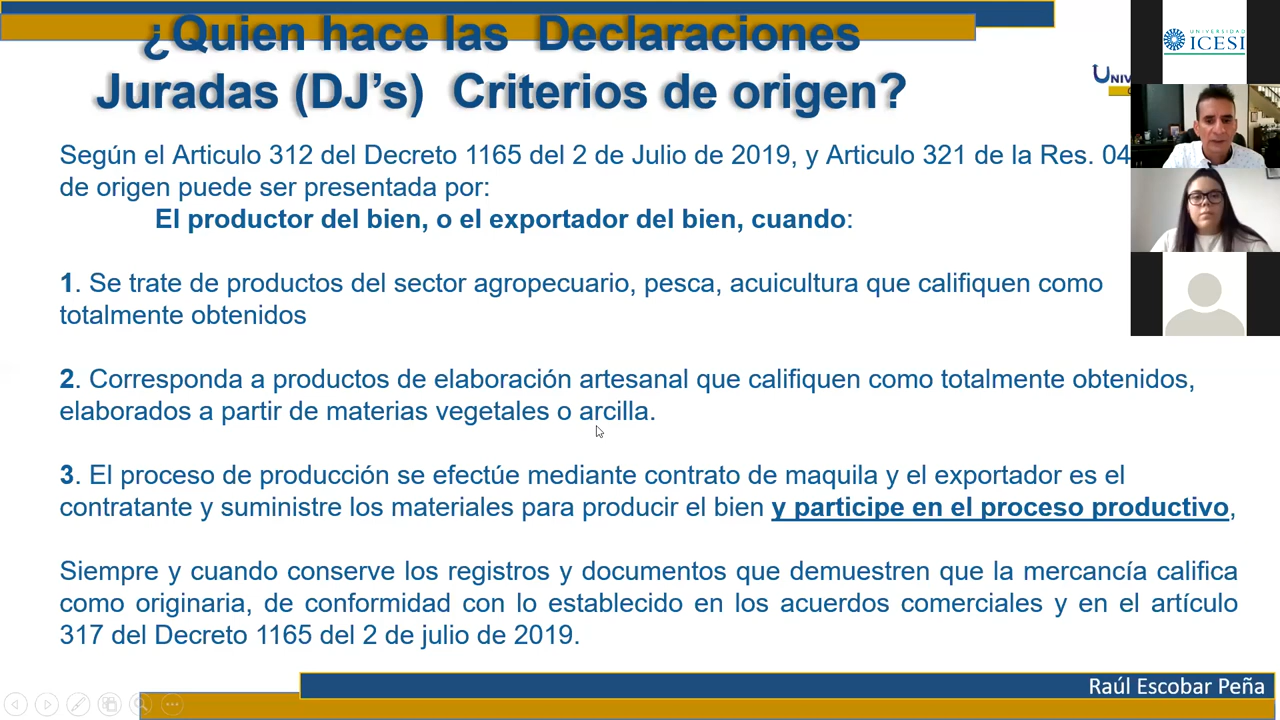 ¿Quien hace las Declaraciones
Juradas (DJ's) Criterios de origen?
UNIVERSIDAD
ICESI
Según el Articulo 312 del Decreto 1165 del 2 de Julio de 2019, y Articulo 321 de la Res. 04
de origen puede ser presentada por:
El productor del bien, o el exportador del bien, cuando:
1. Se trate de productos del sector agropecuario, pesca, acuicultura que califiquen como
totalmente obtenidos
2. Corresponda a productos de elaboración artesanal que califiquen como totalmente obtenidos,
elaborados a partir de materias vegetales o arcilla.
3. El proceso de producción se efectúe mediante contrato de maquila y el exportador es el
contratante y suministre los materiales para producir el bien y participe en el proceso productivo,
Siempre y cuando conserve los registros y documentos que demuestren que la mercancía califica
como originaria, de conformidad con lo establecido en los acuerdos comerciales y en el artículo
317 del Decreto 1165 del 2 de julio de 2019.
Raúl Escobar Peña